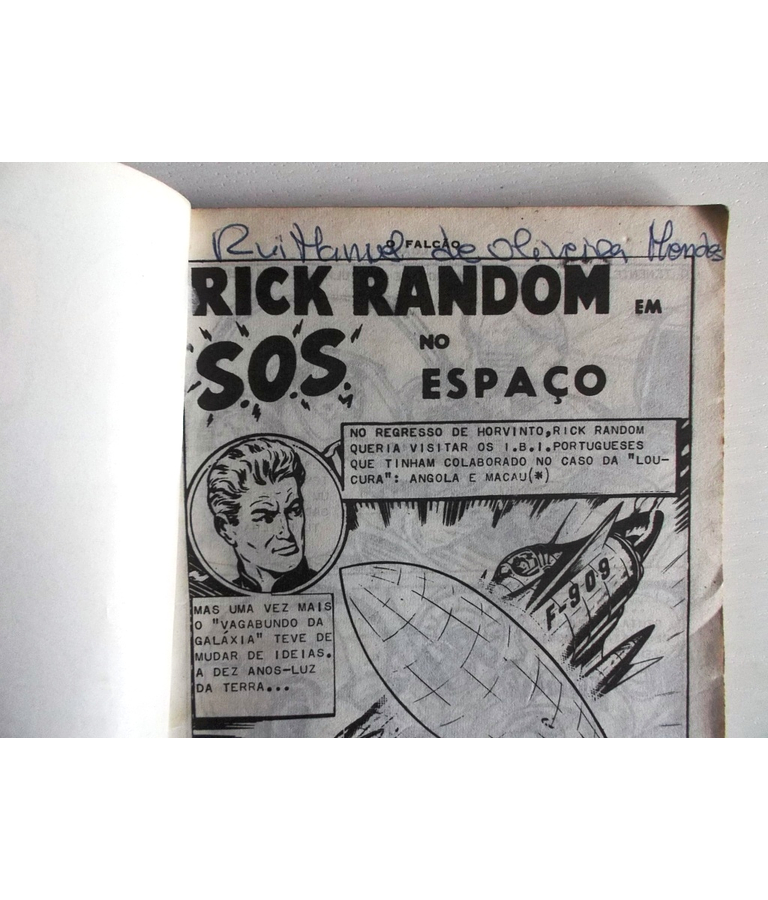 Rui Manuel de Oliveira Mendes
O FALCÃO
RICK RANDOM EM
S.O.S. NO
ESPAÇO
NO REGRESSO DE HORVINTO, RICK RANDOM
QUERIA VISITAR OS I.B.I. PORTUGUESES
QUE TINHAM COLABORADO NO CASO DA "LOU-
CURA": ANGOLA E MACAU(*)
MAS UMA VEZ MAIS
O "VAGABUNDO DA
GALÁXIA" TEVE DE
MUDAR DE IDEIAS.
A DEZ ANOS-LUZ
DA TERRA...
F-909